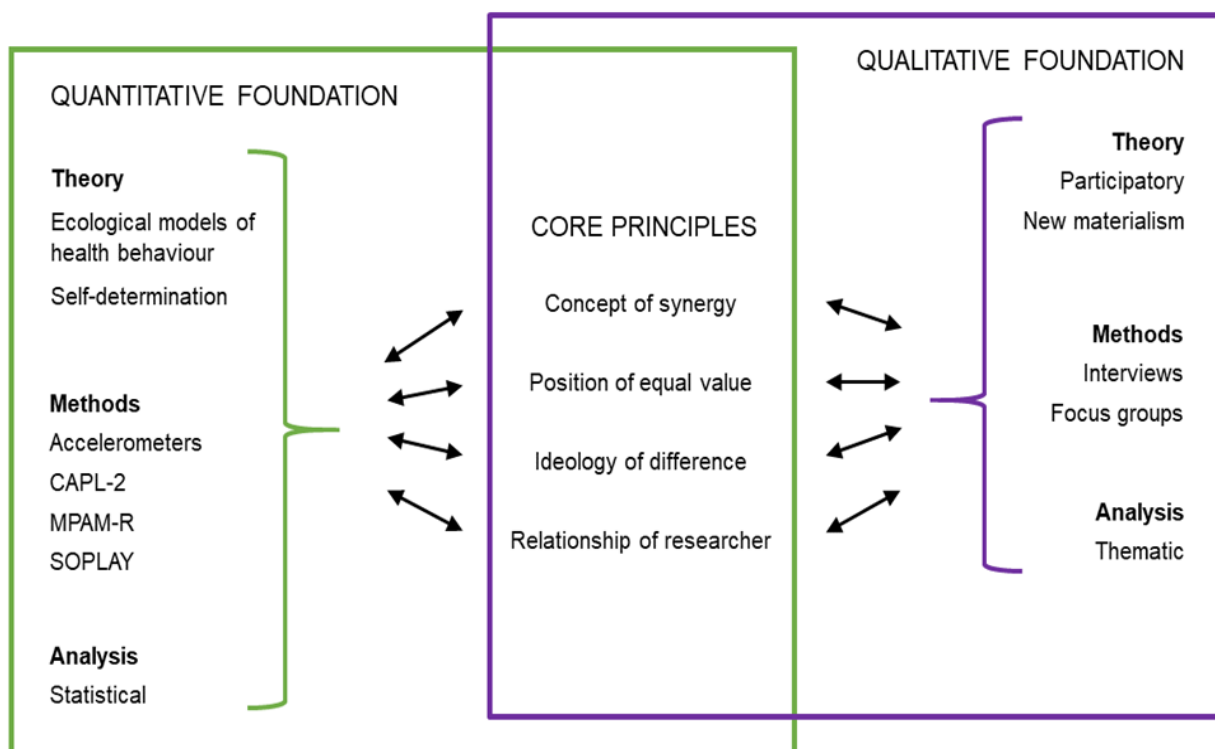 QUANTITATIVE FOUNDATION
Theory
Ecological models of
health behaviour
Self-determination
Methods
Accelerometers
CAPL-2
MPAM-R
SOPLAY
Analysis
Statistical
CORE PRINCIPLES
Concept of synergy
Position of equal value
Ideology of difference
Relationship of researcher
QUALITATIVE FOUNDATION
Theory
Participatory
New materialism
Methods
Interviews
Focus groups
Analysis
Thematic